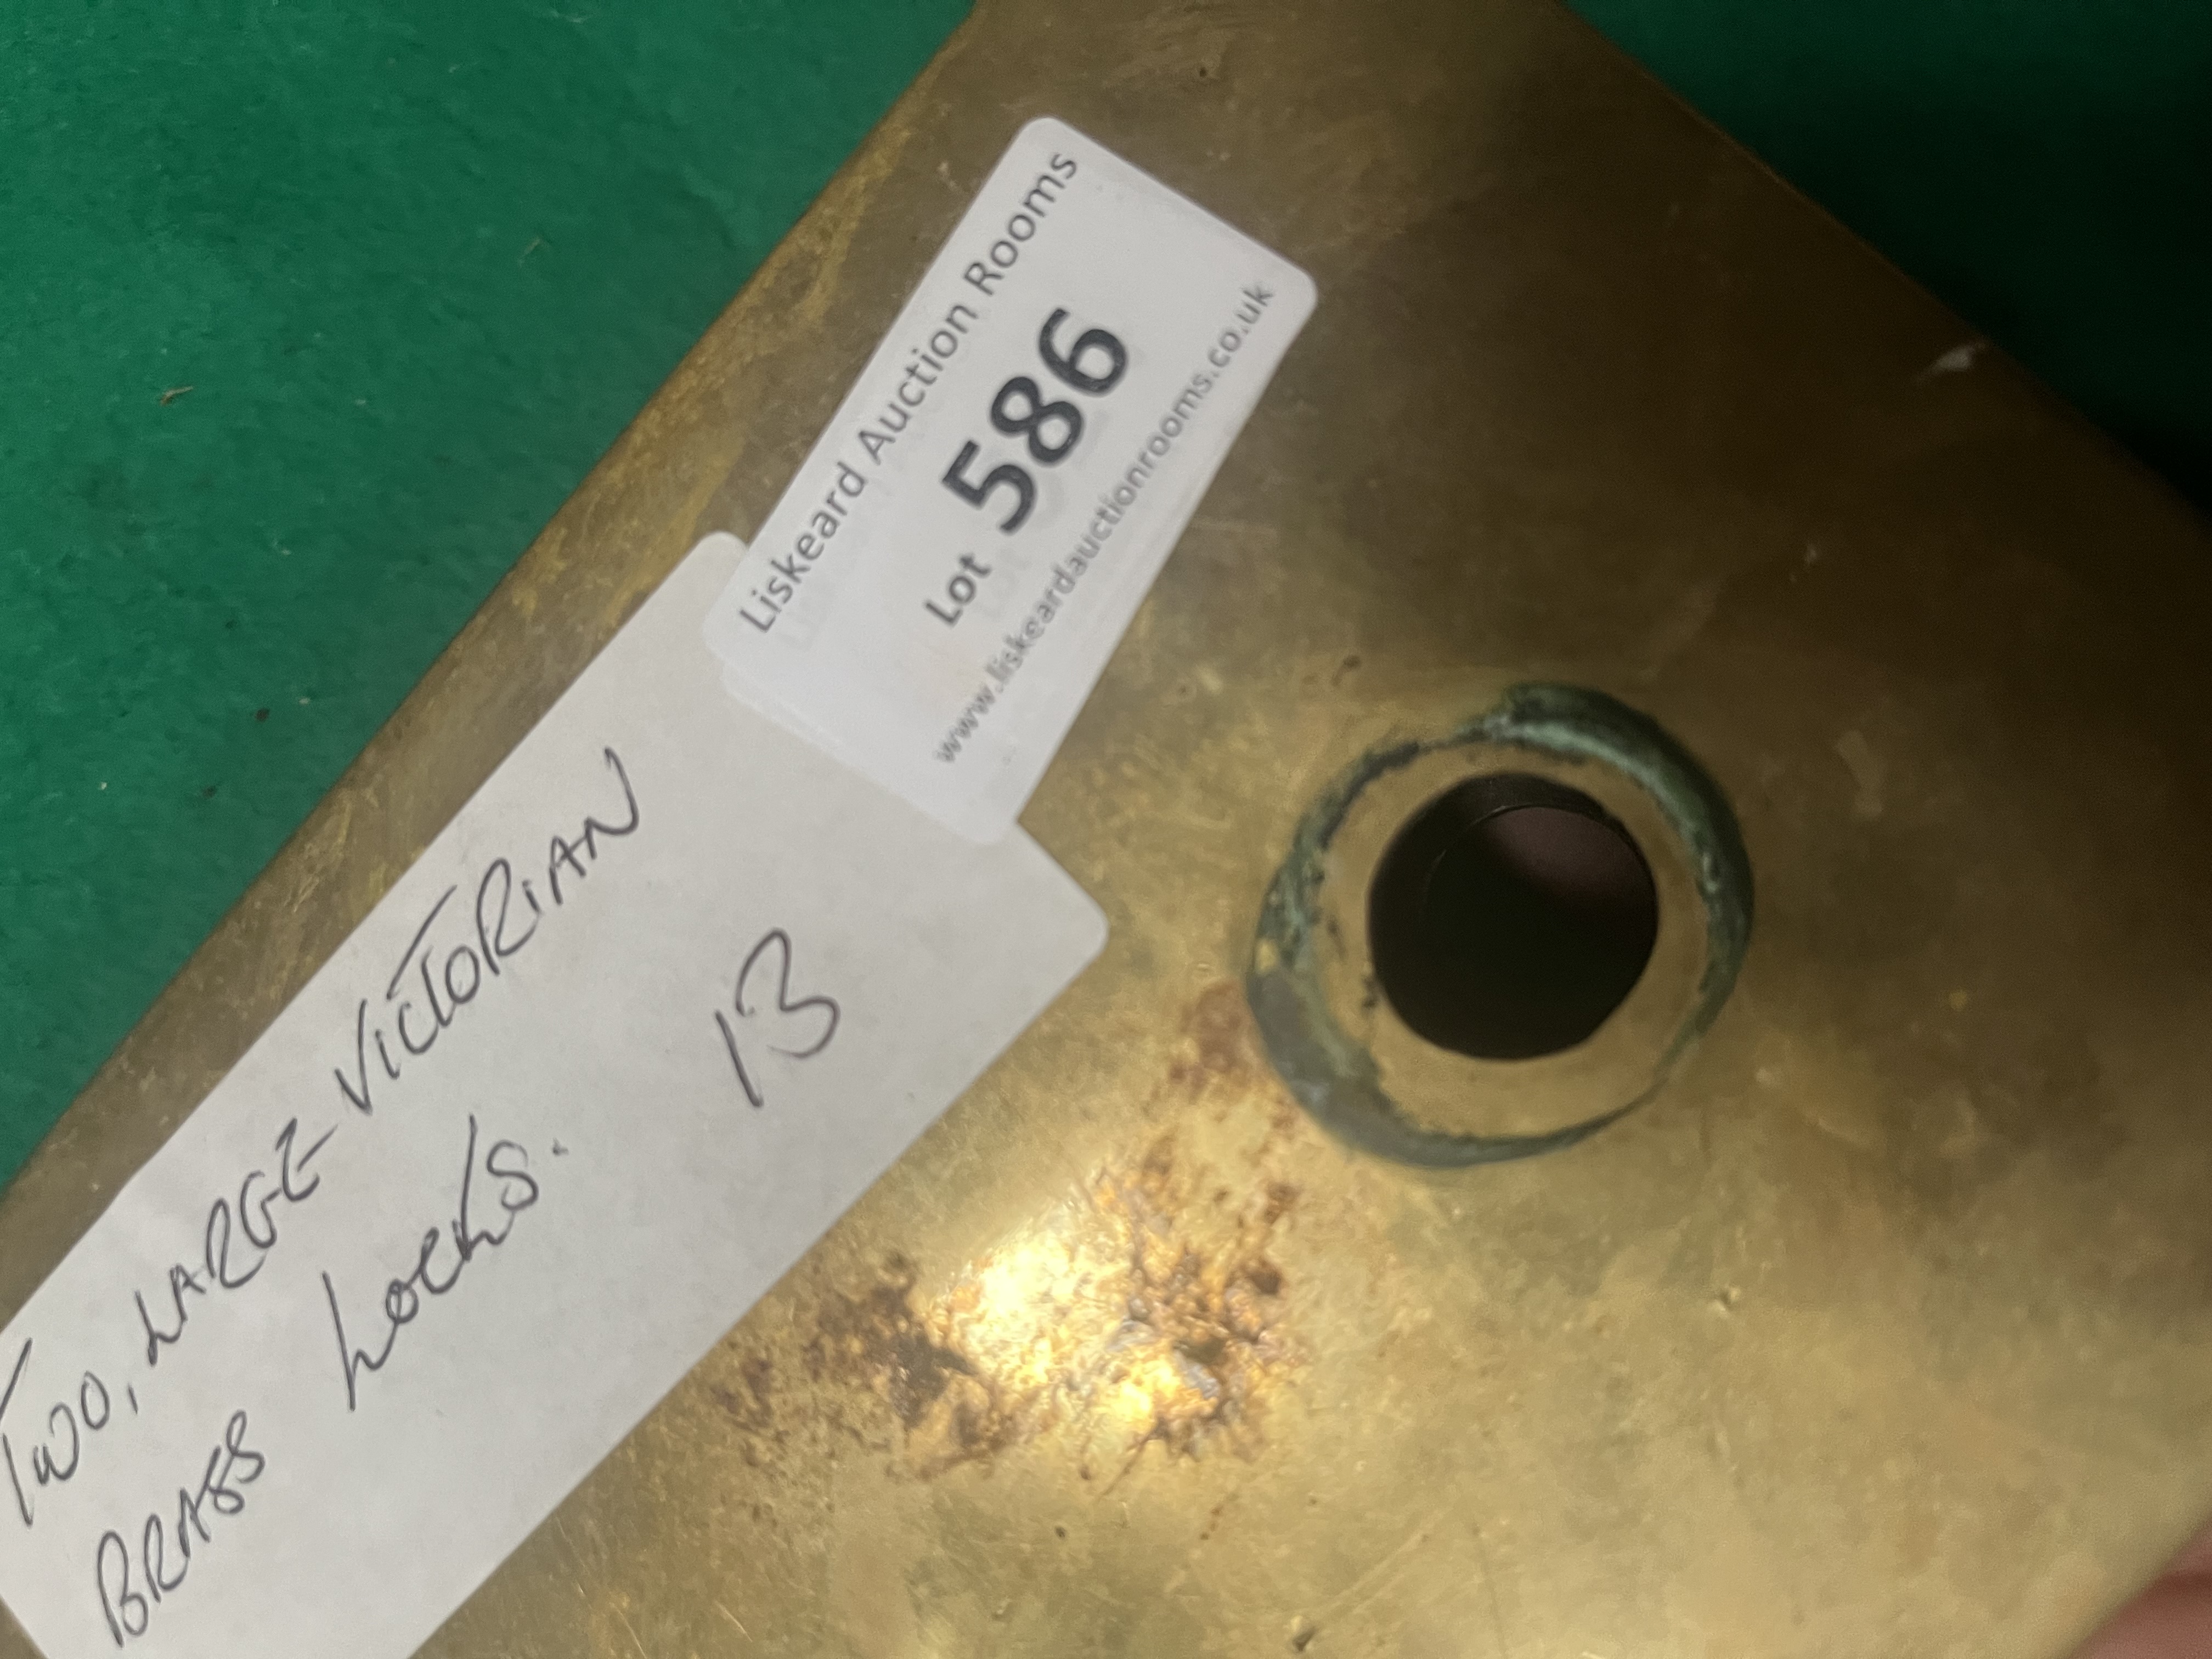 Liskeard Auction Rooms
Lot 586
www.liskeardauctionrooms.co.uk
TWO, LARGE VICTORIAN
BRASS LOCKS. 13